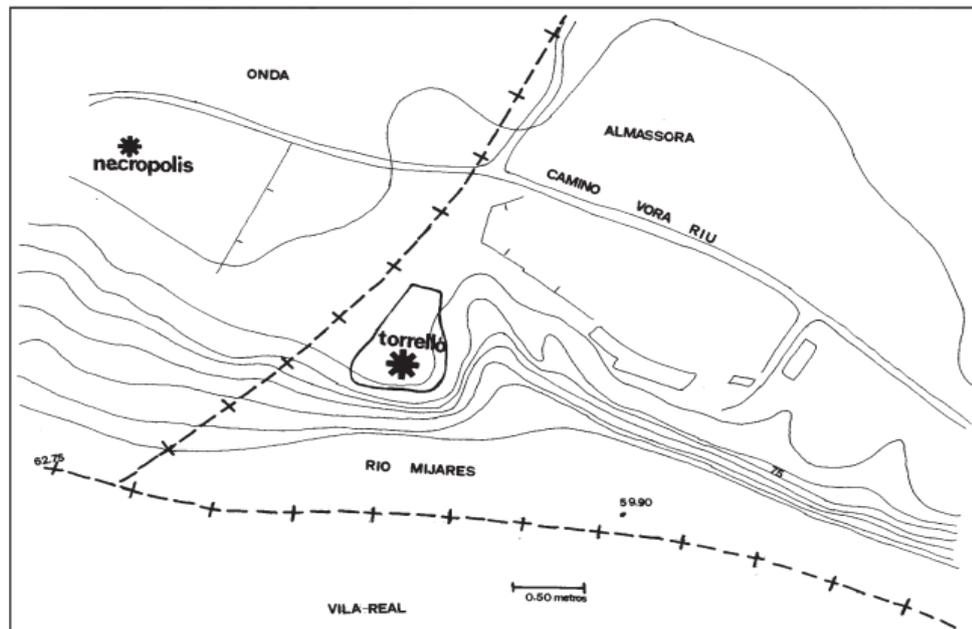 ONDA
ALMASSORA
necropolis
CAMINO VORA RIU
torrelló
62.75
RIO MIJARES
75
59.90
0.50 metros
VILA-REAL